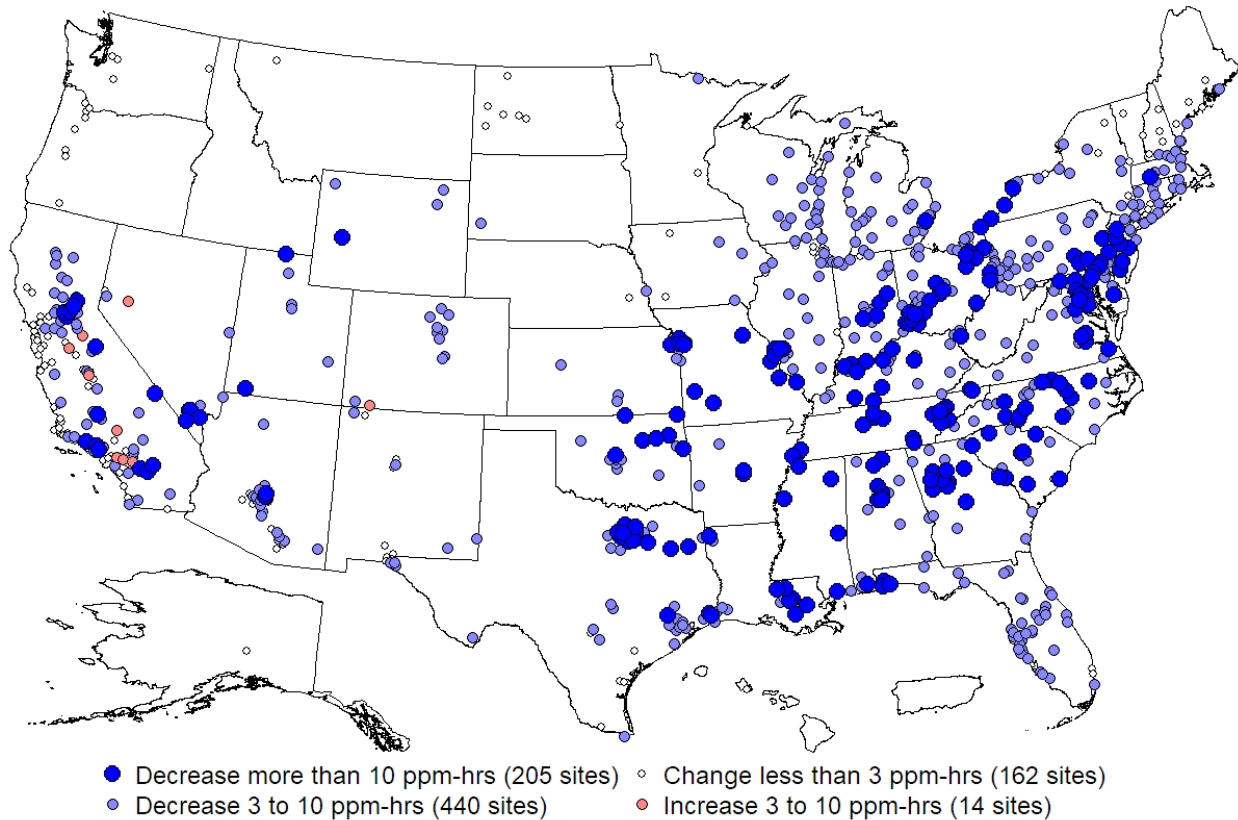 Decrease more than 10 ppm-hrs (205 sites) Change less than 3 ppm-hrs (162 sites)
Decrease 3 to 10 ppm-hrs (440 sites) Increase 3 to 10 ppm-hrs (14 sites)